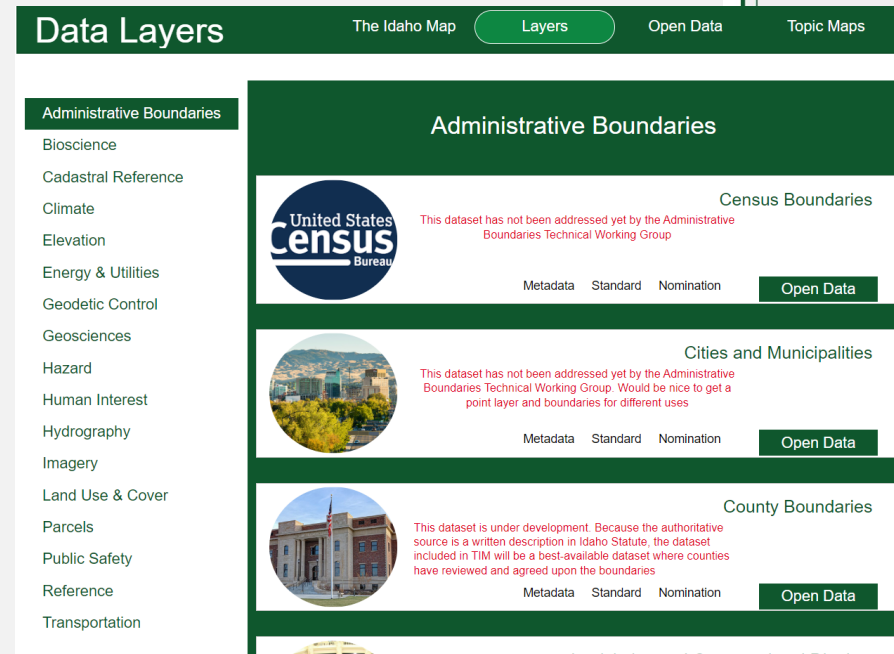 Data Layers
The Idaho Map
Layers
Open Data
Topic Maps
Administrative Boundaries
Bioscience
Cadastral Reference
Climate
Elevation
Energy & Utilities
Geodetic Control
Geosciences
Hazard
Human Interest
Hydrography
Imagery
Land Use & Cover
Parcels
Public Safety
Reference
Transportation
Administrative Boundaries
United States
Census
Bureau
Census Boundaries
This dataset has not been addressed yet by the Administrative
Boundaries Technical Working Group
Metadata Standard Nomination
Open Data
Cities and Municipalities
This dataset has not been addressed yet by the Administrative
Boundaries Technical Working Group. Would be nice to get a
point layer and boundaries for different uses
Metadata Standard Nomination
Open Data
County Boundaries
This dataset is under development. Because the authoritative
source is a written description in Idaho Statute, the dataset
included in TIM will be a best-available dataset where counties
have reviewed and agreed upon the boundaries
Metadata Standard Nomination
Open Data